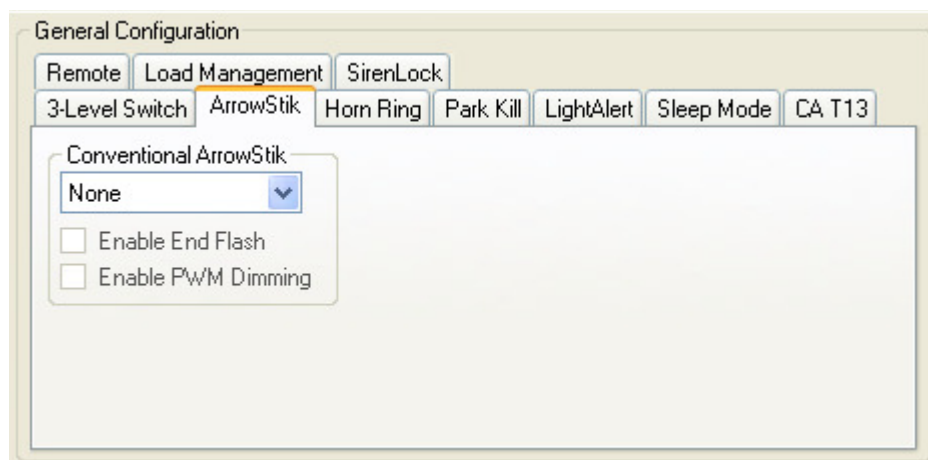 General Configuration
Remote Load Management SirenLock
3-Level Switch ArrowStik Horn Ring Park Kill LightAlert Sleep Mode CA T13
Conventional ArrowStik
None
Enable End Flash
Enable PWM Dimming